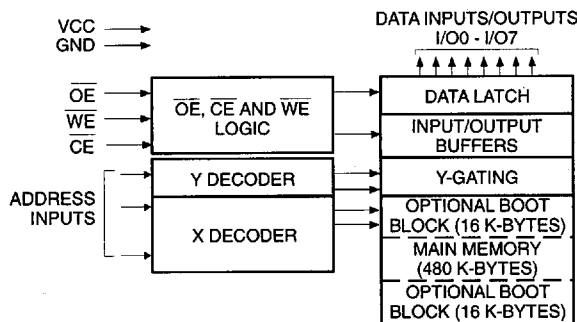 DATA INPUTS/OUTPUTS
I/O0 - I/O7
VCC
GND
OE
WE
CE
OE, CE AND WE
LOGIC
DATA LATCH
INPUT/OUTPUT
BUFFERS
ADDRESS
INPUTS
Y DECODER
X DECODER
Y-GATING
OPTIONAL BOOT
BLOCK (16 K-BYTES)
MAIN MEMORY
(480 K-BYTES)
OPTIONAL BOOT
BLOCK (16 K-BYTES)